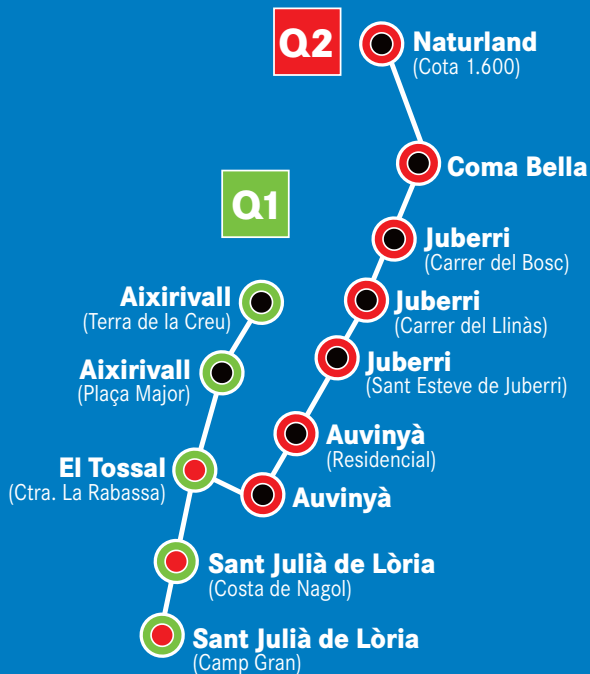 Q2
Naturland
(Cota 1.600)
Coma Bella
Q1
Juberri
(Carrer del Bosc)
Aixirivall
(Terra de la Creu)
Juberri
(Carrer del Llinàs)
Aixirivall
(Plaça Major)
Juberri
(Sant Esteve de Juberri)
Auvinyà
(Residencial)
El Tossal
(Ctra. La Rabassa)
Auvinyà
Sant Julià de Lòria
(Costa de Nagol)
Sant Julià de Lòria
(Camp Gran)